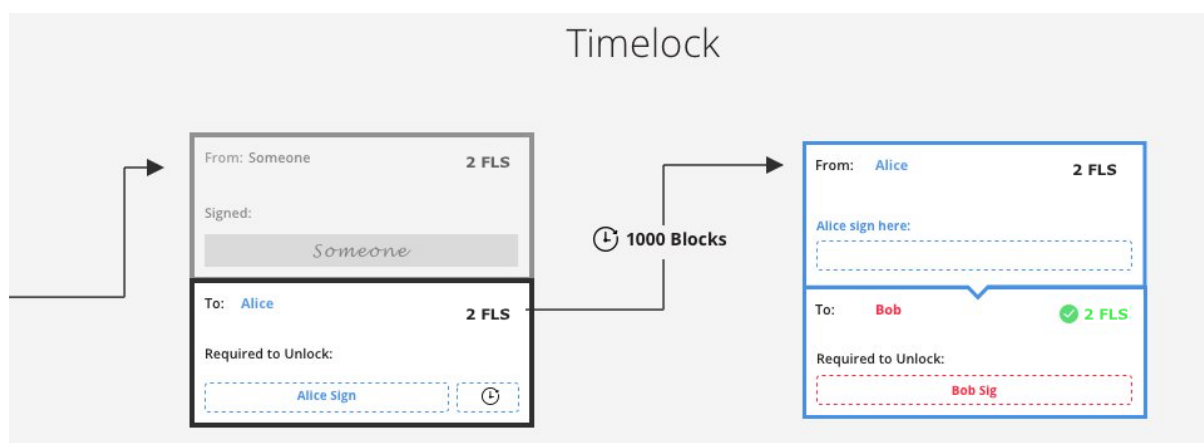 Timelock
From: Someone
2 FLS
Signed:
Someone
To: Alice
2 FLS
Required to Unlock:
Alice Sign
1000 Blocks
From: Alice
2 FLS
Alice sign here:
To: Bob
2 FLS
Required to Unlock:
Bob Sig